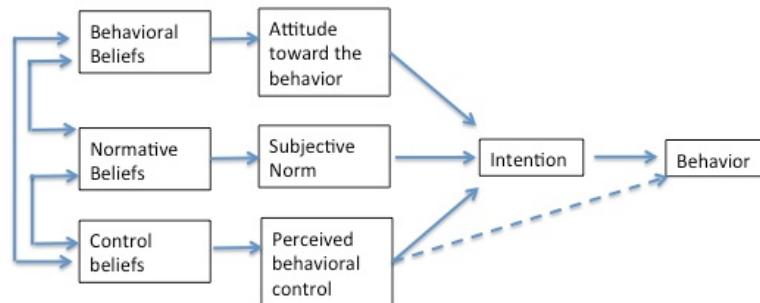 Behavioral
Beliefs
Attitude
toward the
behavior
Normative
Beliefs
Subjective
Norm
Intention
Behavior
Control
beliefs
Perceived
behavioral
control